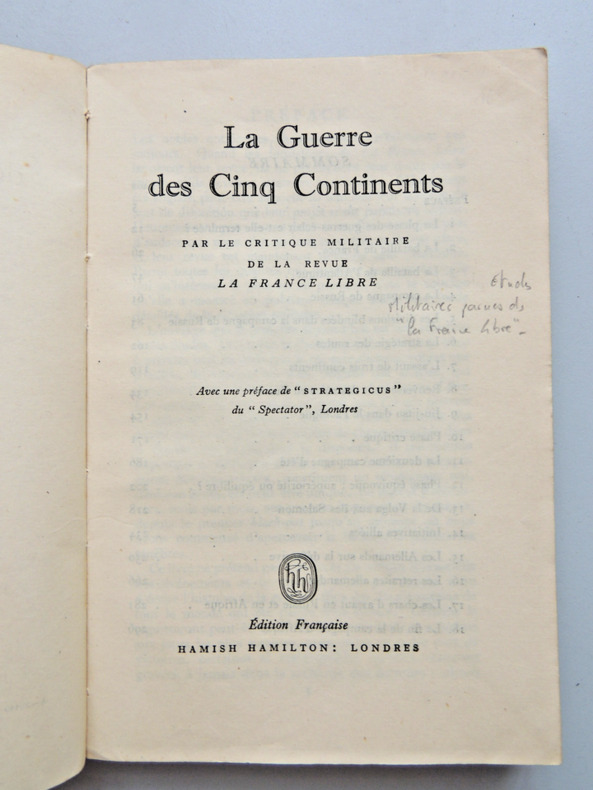 La Guerre
des Cinq Continents
PAR LE CRITIQUE MILITAIRE
DE LA REVUE
LA FRANCE LIBRE
études
militaires parues ds
"la France Libre"-
Avec une préface de "STRATEGICUS"
du "Spectator", Londres
hh
Édition Française
HAMISH HAMILTON: LONDRES